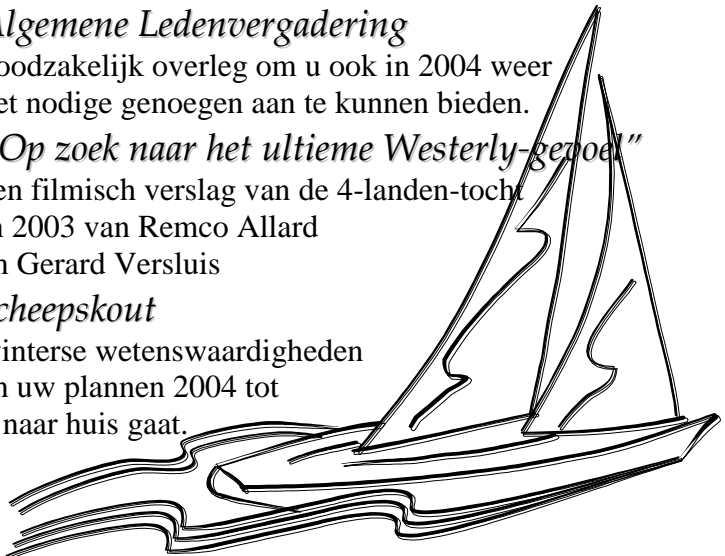 Algemene Ledenvergadering
oodzakelijk overleg om u ook in 2004 weer
et nodige genoegen aan te kunnen bieden.
Op zoek naar het ultieme Westerly-gevoel”
en filmisch verslag van de 4-landen-tocht
n 2003 van Remco Allard
n Gerard Versluis
cheepskout
interse wetenswaardigheden
n uw plannen 2004 tot
naar huis gaat.